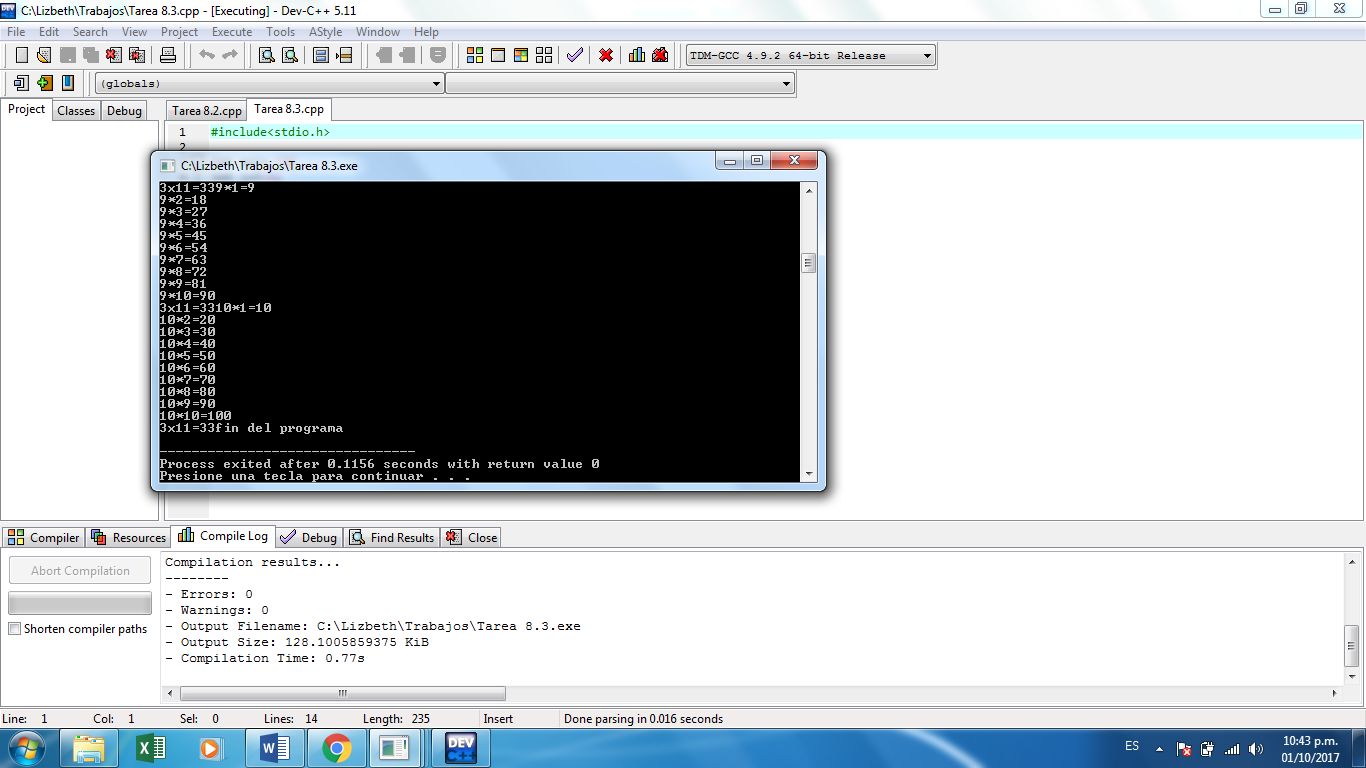 C:\Lizbeth\Trabajos\Tarea 8.3.cpp - [Executing] - Dev-C++ 5.11
File Edit Search View Project Execute Tools AStyle Window Help
TDM-GCC 4.9.2 64-bit Release
(globals)
Project Classes Debug Tarea 8.2.cpp Tarea 8.3.cpp
1 #include<stdio.h>
2
C:\Lizbeth\Trabajos\Tarea 8.3.exe
3x11=339*1=9
9*2=18
9*3=27
9*4=36
9*5=45
9*6=54
9*7=63
9*8=72
9*9=81
9*10=90
3x11=3310*1=10
10*2=20
10*3=30
10*4=40
10*5=50
10*6=60
10*7=70
10*8=80
10*9=90
10*10=100
3x11=33fin del programa
--------------------------------
Process exited after 0.1156 seconds with return value 0
Presione una tecla para continuar . . .
Compiler Resources Compile Log Debug Find Results Close
Abort Compilation
Shorten compiler paths
Compilation results...
--------
- Errors: 0
- Warnings: 0
- Output Filename: C:\Lizbeth\Trabajos\Tarea 8.3.exe
- Output Size: 128.1005859375 KiB
- Compilation Time: 0.77s
Line: 1 Col: 1 Sel: 0 Lines: 14 Length: 235 Insert Done parsing in 0.016 seconds
DEV C++
ES
10:43 p.m.
01/10/2017